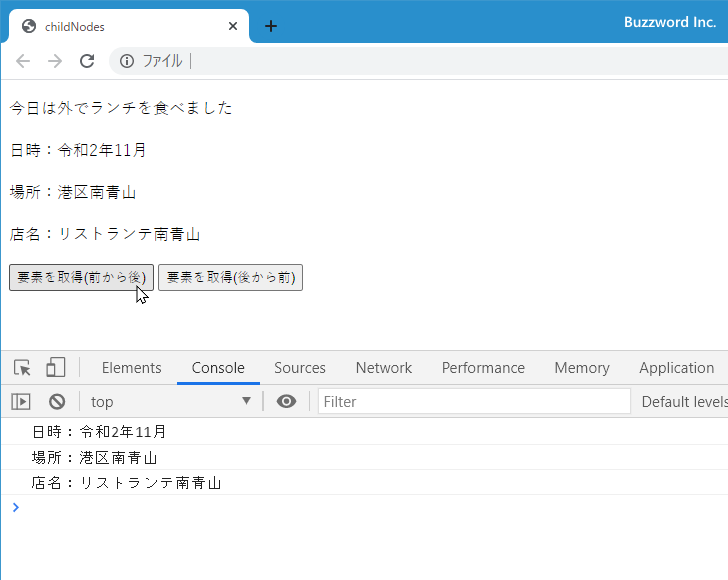 childNodes
Buzzword Inc.
ファイル
今日は外でランチを食べました
日時：令和2年11月
場所：港区南青山
店名：リストランテ南青山
要素を取得(前から後) 要素を取得(後から前)
Elements Console Sources Network Performance Memory Application
top Filter Default levels
日時：令和2年11月
場所：港区南青山
店名：リストランテ南青山